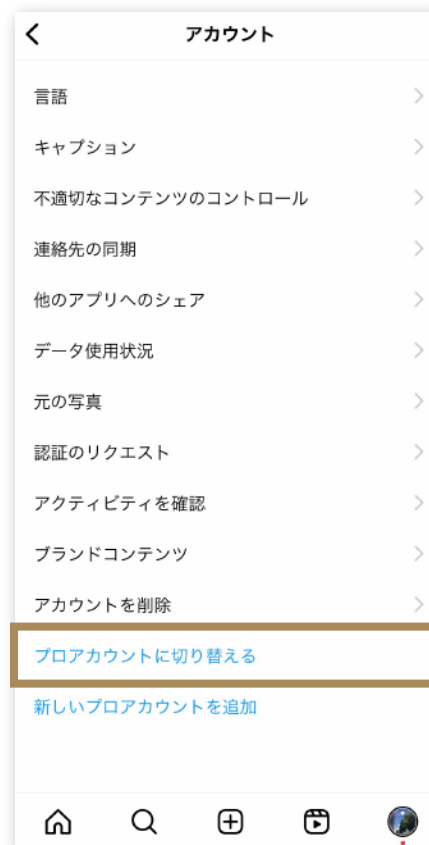 アカウント
言語
キャプション
不適切なコンテンツのコントロール
連絡先の同期
他のアプリへのシェア
データ使用状況
元の写真
認証のリクエスト
アクティビティを確認
ブランドコンテンツ
アカウントを削除
プロアカウントに切り替える
新しいプロアカウントを追加